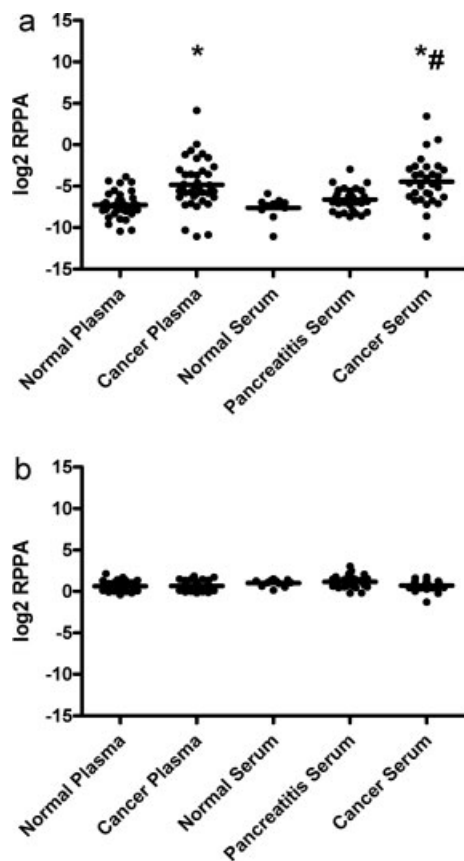 a
* *#
15
10
5
0
-5
-10
-15
log2 RPPA
Normal Plasma
Cancer Plasma
Normal Serum
Pancreatitis Serum
Cancer Serum
b
15
10
5
0
-5
-10
-15
log2 RPPA
Normal Plasma
Cancer Plasma
Normal Serum
Pancreatitis Serum
Cancer Serum